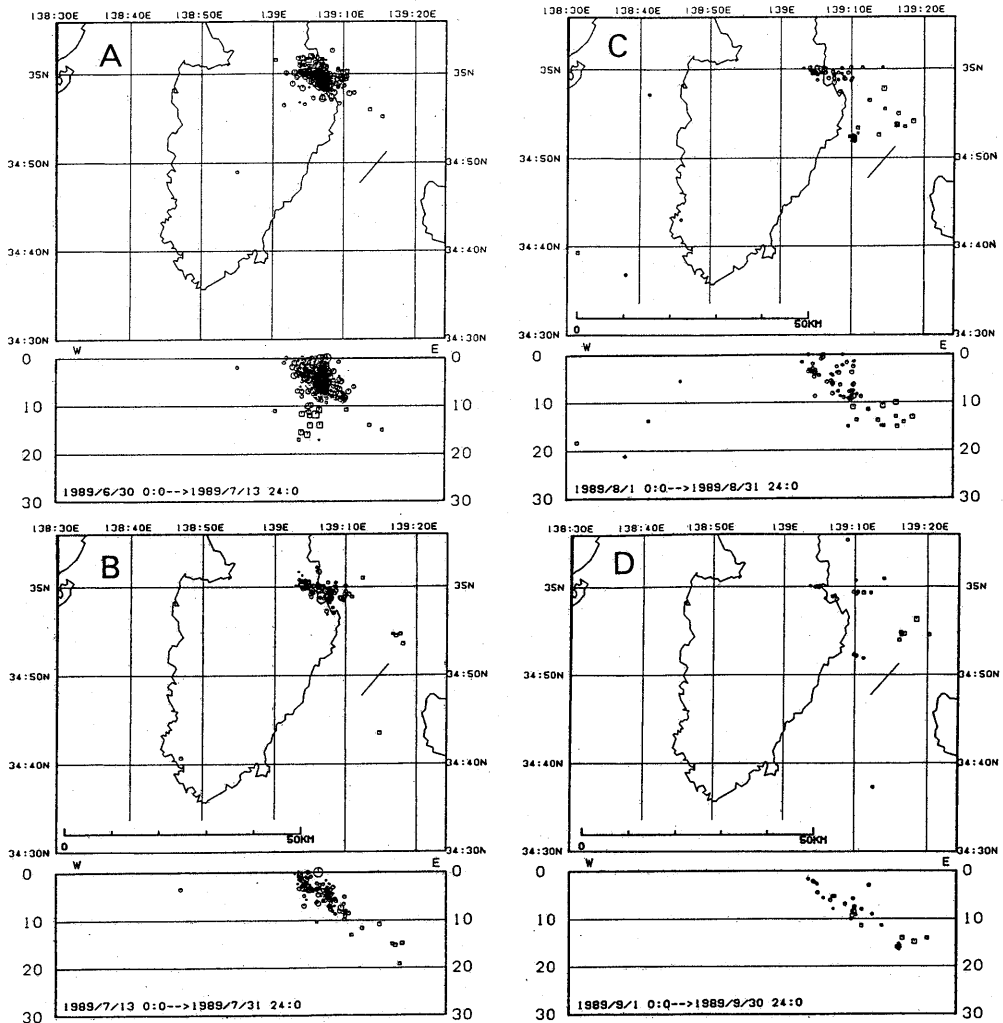 138:30E 138:40E 138:50E 139E 139:10E 139:20E
A
35N 35N
34:50N 34:50N
34:40N 34:40N
34:30N 34:30N
W E
0 0
10 10
20 20
30 30
1989/6/30 0:0-->1989/7/13 24:0
138:30E 138:40E 138:50E 139E 139:10E 139:20E
C
35N 35N
34:50N 34:50N
34:40N 34:40N
0 50KM
34:30N 34:30N
W E
0 0
10 10
20 20
30 30
1989/8/1 0:0-->1989/8/31 24:0
138:30E 138:40E 138:50E 139E 139:10E 139:20E
B
35N 35N
34:50N 34:50N
34:40N 34:40N
0 50KM
34:30N 34:30N
W E
0 0
10 10
20 20
30 30
1989/7/13 0:0-->1989/7/31 24:0
138:30E 138:40E 138:50E 139E 139:10E 139:20E
D
35N 35N
34:50N 34:50N
34:40N 34:40N
0 50KM
34:30N 34:30N
W E
0 0
10 10
20 20
30 30
1989/9/1 0:0-->1989/9/30 24:0